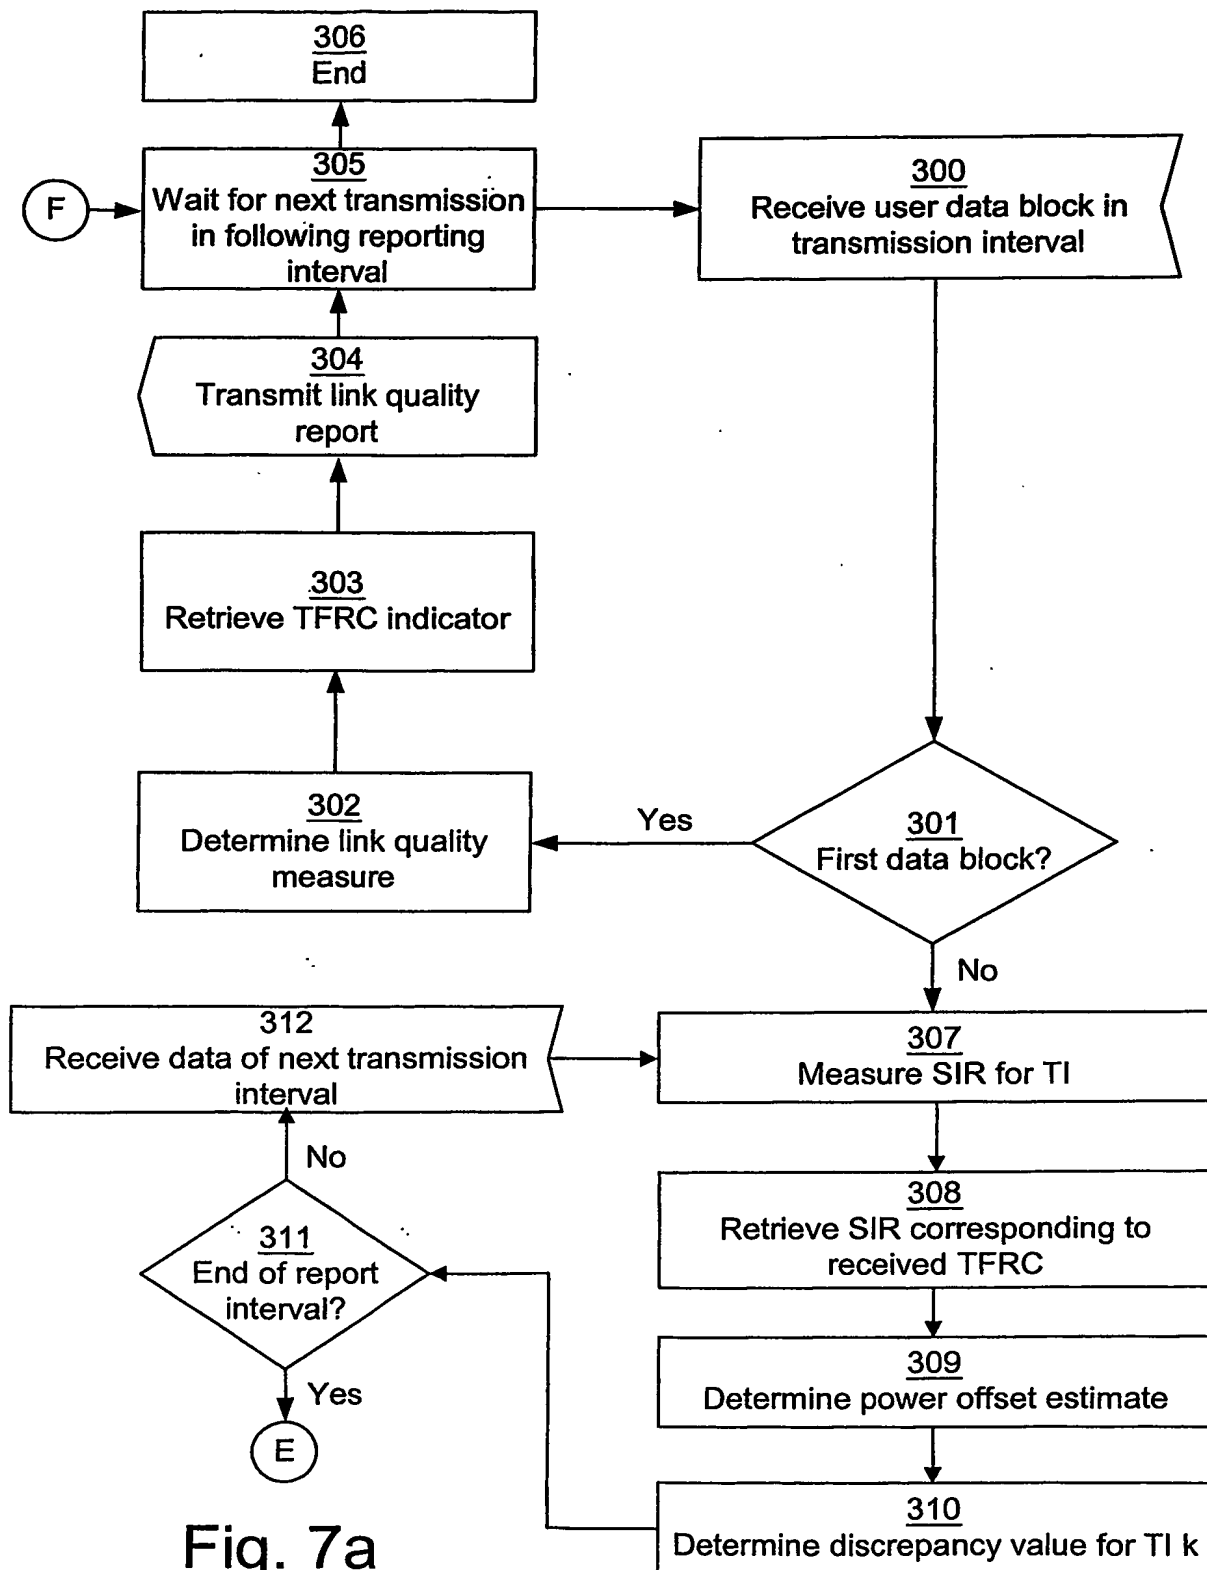 306
End
305
Wait for next transmission
in following reporting
interval
F
300
Receive user data block in
transmission interval
304
Transmit link quality
report
303
Retrieve TFRC indicator
302
Determine link quality
measure
Yes
301
First data block?
No
312
Receive data of next transmission
interval
307
Measure SIR for TI
No
308
Retrieve SIR corresponding to
received TFRC
311
End of report
interval?
309
Determine power offset estimate
Yes
E
310
Determine discrepancy value for TI k
Fig. 7a